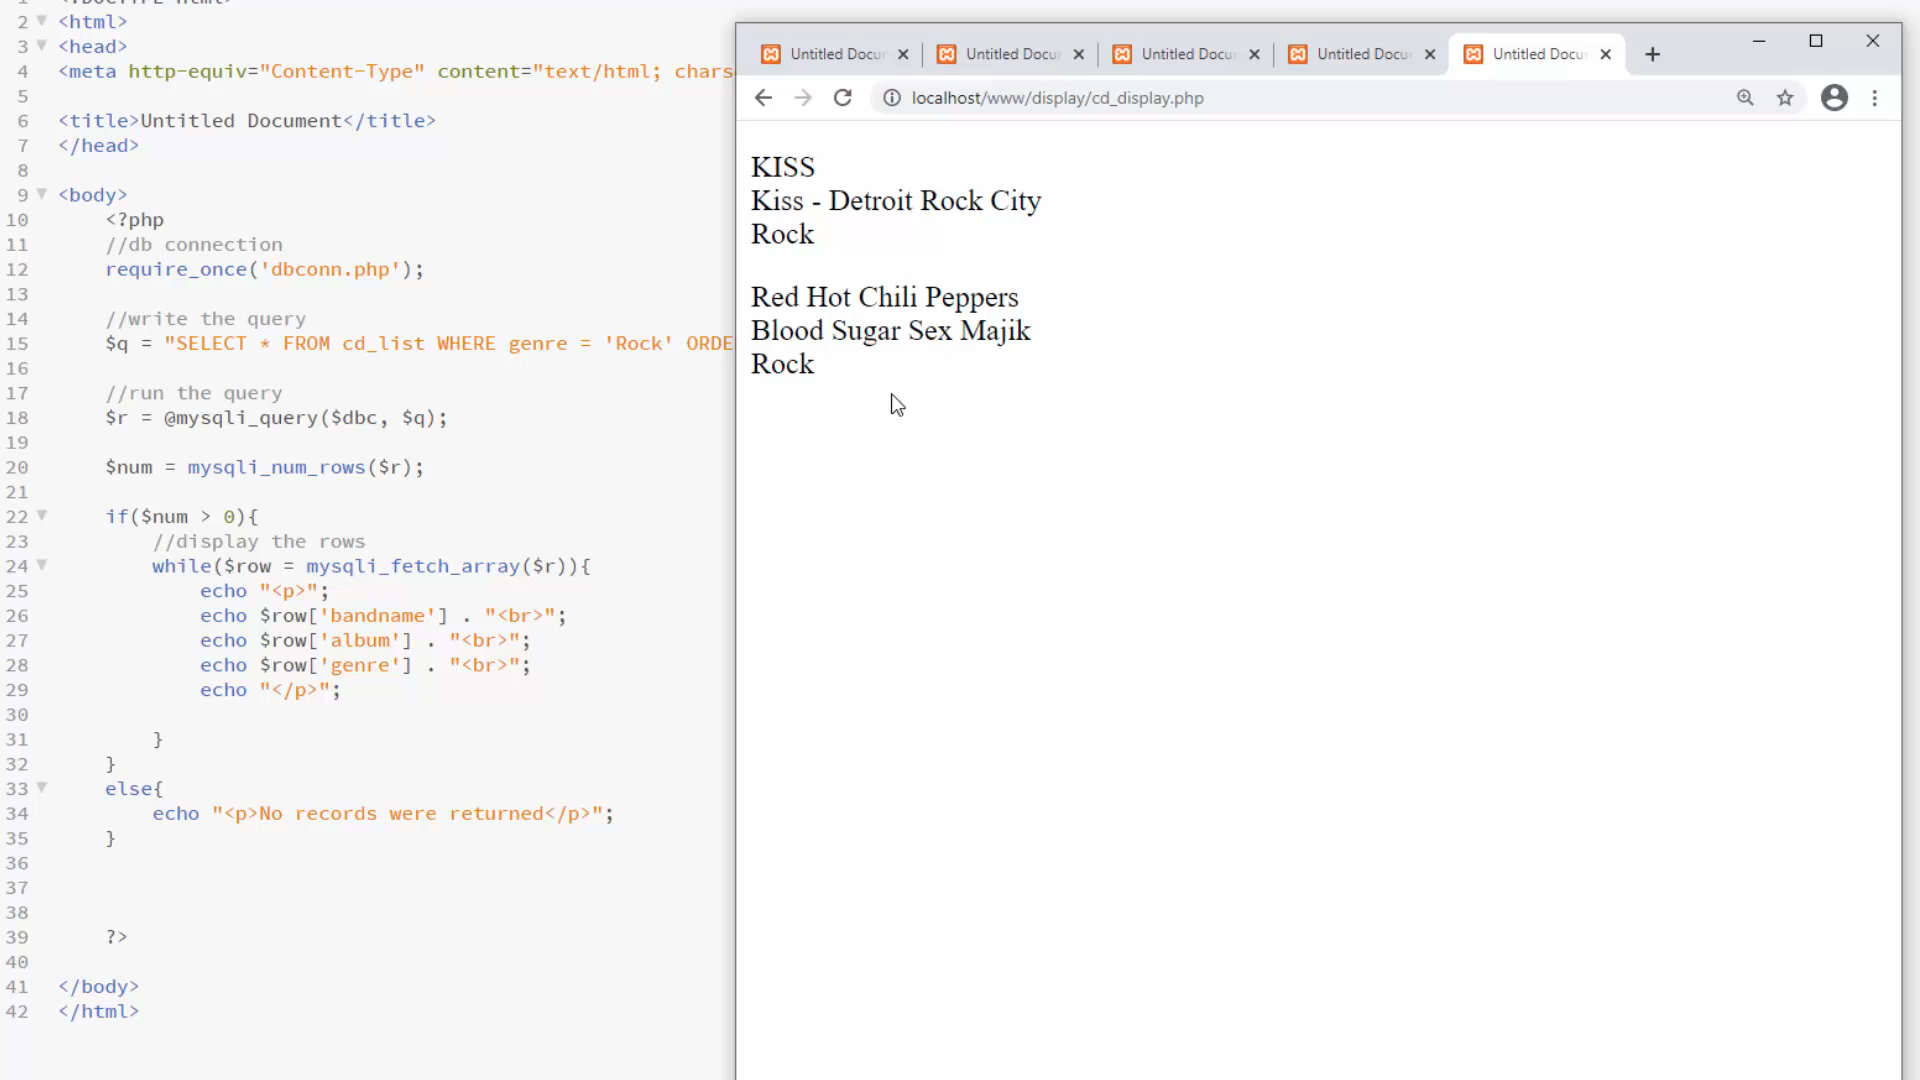 2 <html>
3 <head>
4 <meta http-equiv="Content-Type" content="text/html; chars
5
6 <title>Untitled Document</title>
7 </head>
8
9 <body>
10 <?php
11 //db connection
12 require_once('dbconn.php');
13
14 //write the query
15 $q = "SELECT * FROM cd_list WHERE genre = 'Rock' ORDE
16
17 //run the query
18 $r = @mysqli_query($dbc, $q);
19
20 $num = mysqli_num_rows($r);
21
22 if($num > 0){
23 //display the rows
24 while($row = mysqli_fetch_array($r)){
25 echo "<p>";
26 echo $row['bandname'] . "<br>";
27 echo $row['album'] . "<br>";
28 echo $row['genre'] . "<br>";
29 echo "</p>";
30
31 }
32 }
33 else{
34 echo "<p>No records were returned</p>";
35 }
36
37
38
39 ?>
40
41 </body>
42 </html>
Untitled Docu Untitled Docu Untitled Docu Untitled Docu Untitled Docu
localhost/www/display/cd_display.php
KISS
Kiss - Detroit Rock City
Rock
Red Hot Chili Peppers
Blood Sugar Sex Majik
Rock